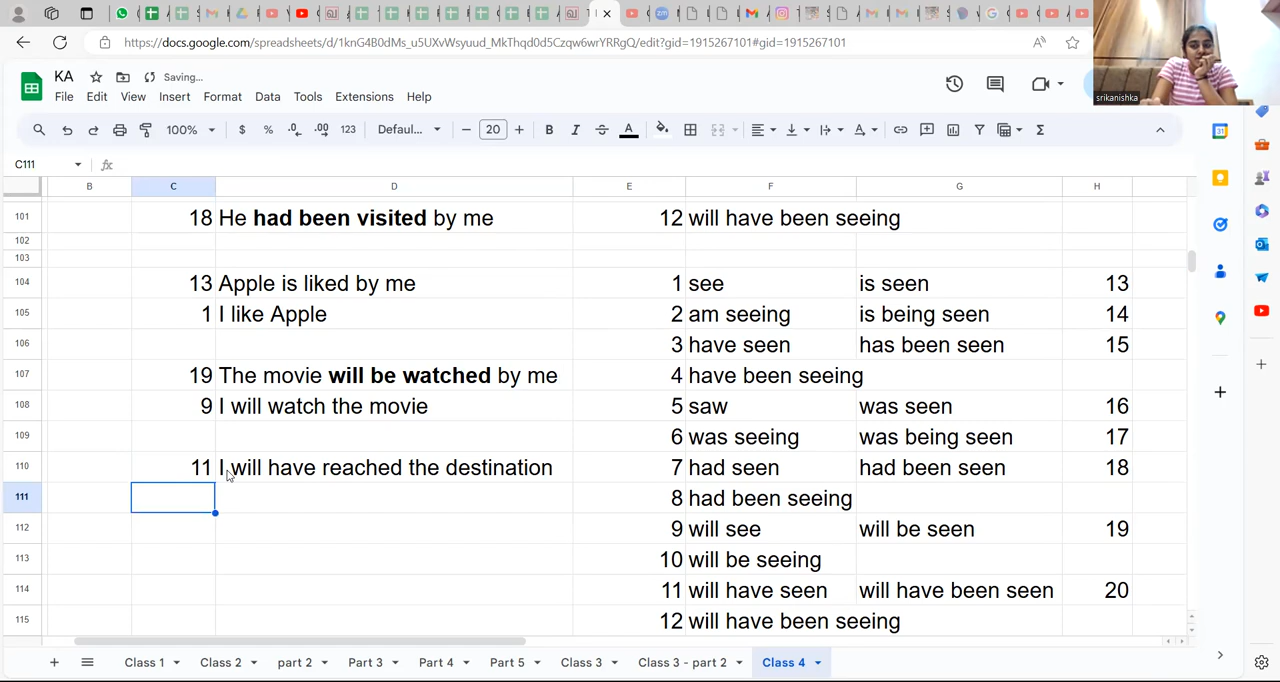 https://docs.google.com/spreadsheets/d/1knG4B0dMs_u5UXvWsyuud_MkThqd0d5Czqw6wrYRRgQ/edit?gid=1915267101#gid=1915267101
srikanishka
KA Saving...
File Edit View Insert Format Data Tools Extensions Help
100% $ % .0 .00 123 Defaul... 20 B I A
C111 fx
B C D E F G H
101 18 He had been visited by me 12 will have been seeing
102
103
104 13 Apple is liked by me 1 see is seen 13
105 1 I like Apple 2 am seeing is being seen 14
106 3 have seen has been seen 15
107 19 The movie will be watched by me 4 have been seeing
108 9 I will watch the movie 5 saw was seen 16
109 6 was seeing was being seen 17
110 11 I will have reached the destination 7 had seen had been seen 18
111 8 had been seeing
112 9 will see will be seen 19
113 10 will be seeing
114 11 will have seen will have been seen 20
115 12 will have been seeing
Class 1 Class 2 part 2 Part 3 Part 4 Part 5 Class 3 Class 3 - part 2 Class 4